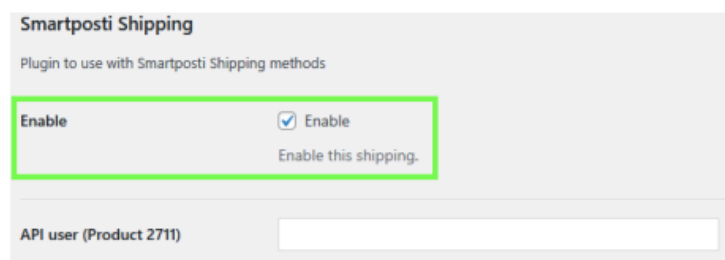 Smartposti Shipping
Plugin to use with Smartposti Shipping methods
Enable Enable
Enable this shipping.
API user (Product 2711)